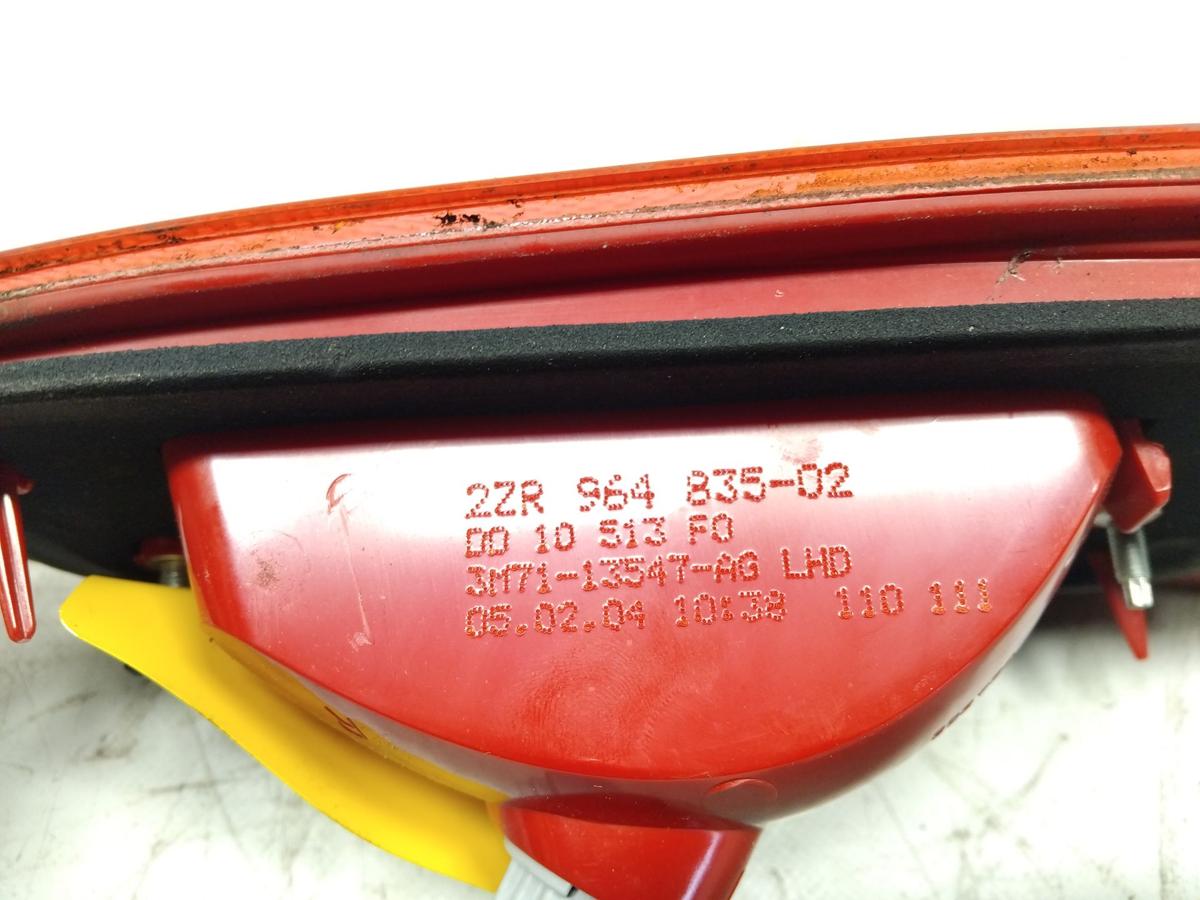 2ZR 964 835-02
DD 10 513 F0
3M71-13547-AG LHD
05.02.04 10:38 110 111